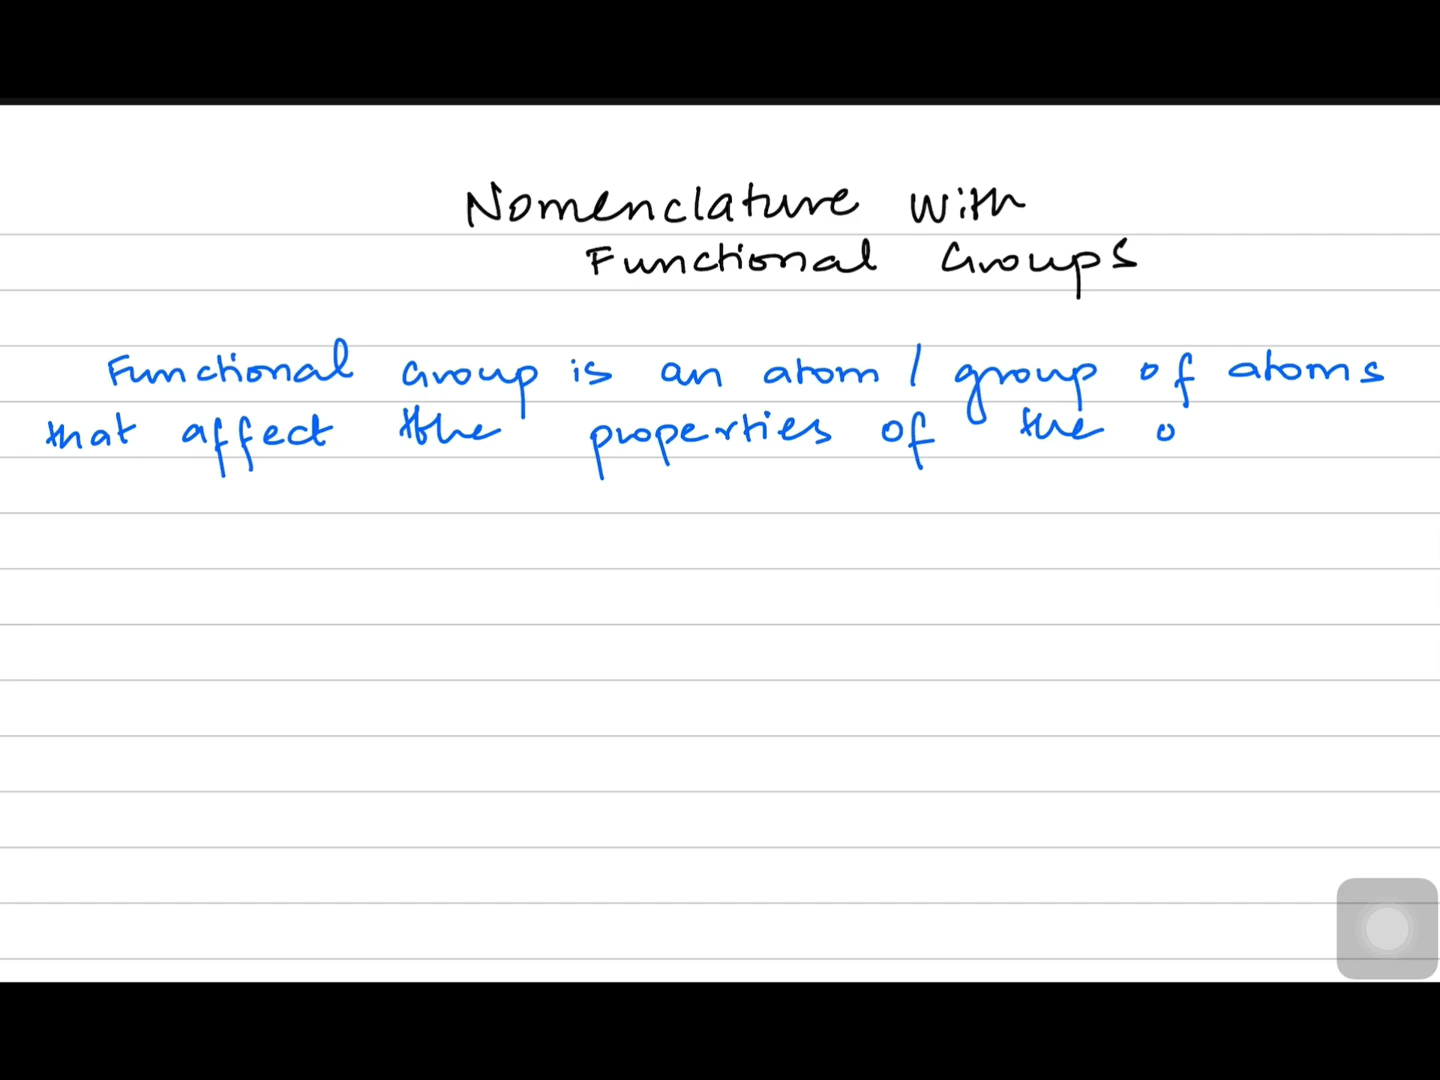 Nomenclature with
Functional Groups
Functional Group is an atom / group of atoms
that affect the properties of the o